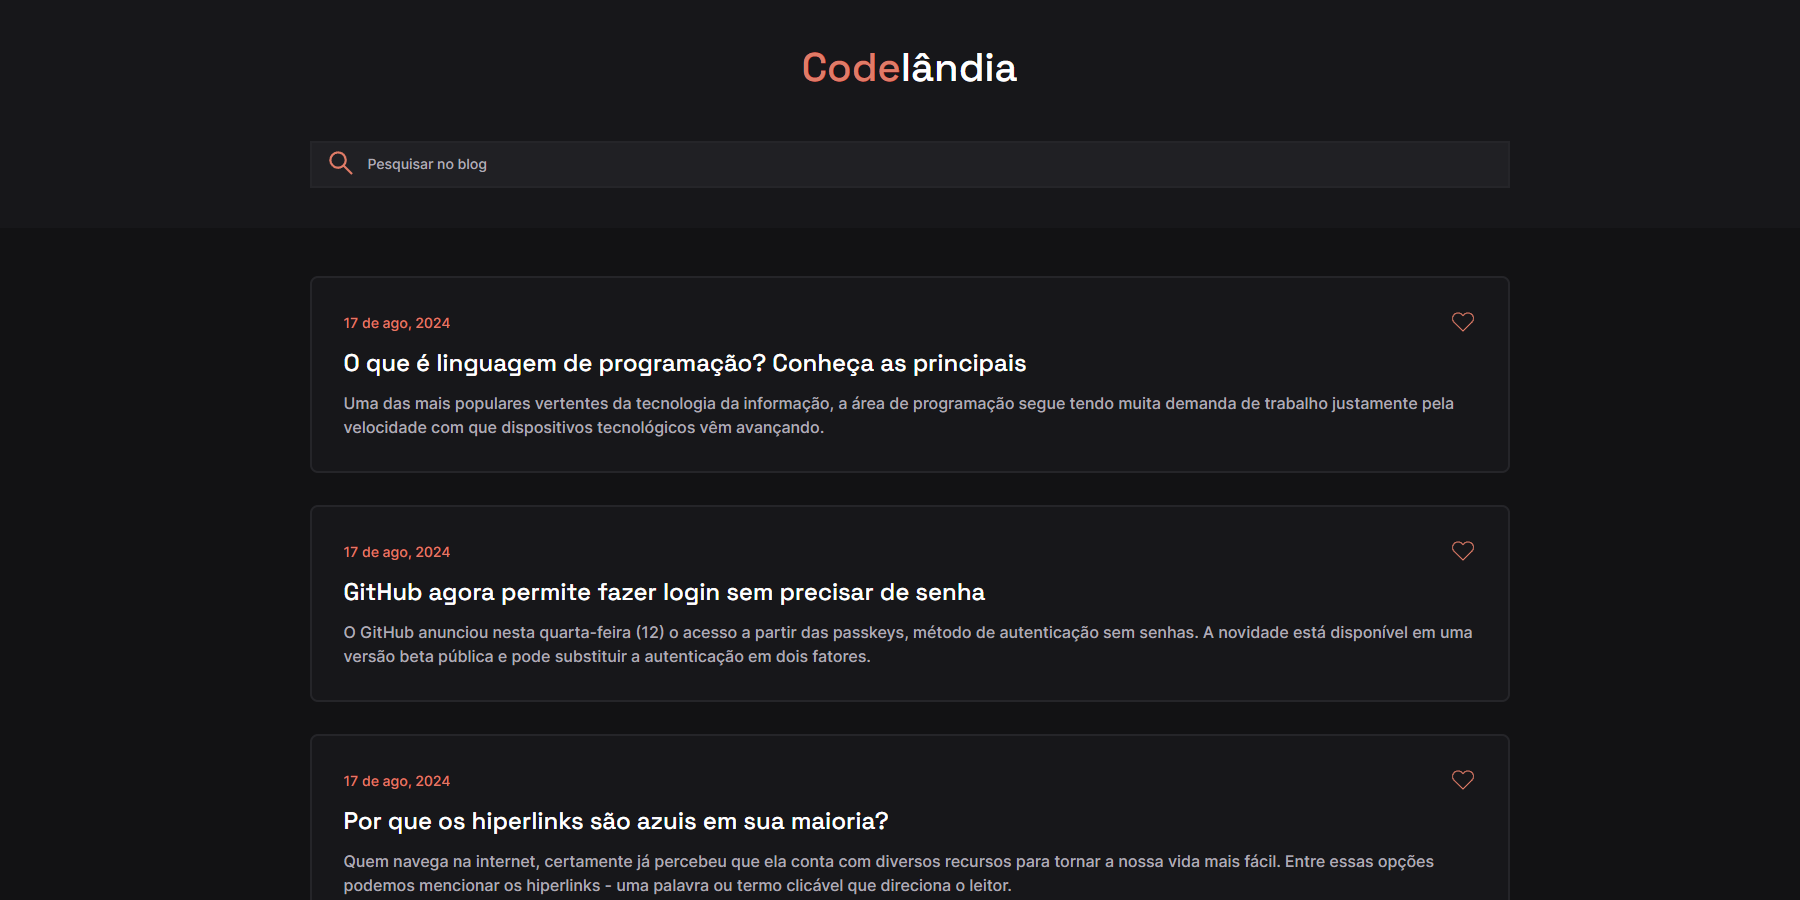 Codelândia
Pesquisar no blog
17 de ago, 2024
O que é linguagem de programação? Conheça as principais
Uma das mais populares vertentes da tecnologia da informação, a área de programação segue tendo muita demanda de trabalho justamente pela
velocidade com que dispositivos tecnológicos vêm avançando.
17 de ago, 2024
GitHub agora permite fazer login sem precisar de senha
O GitHub anunciou nesta quarta-feira (12) o acesso a partir das passkeys, método de autenticação sem senhas. A novidade está disponível em uma
versão beta pública e pode substituir a autenticação em dois fatores.
17 de ago, 2024
Por que os hiperlinks são azuis em sua maioria?
Quem navega na internet, certamente já percebeu que ela conta com diversos recursos para tornar a nossa vida mais fácil. Entre essas opções
podemos mencionar os hiperlinks - uma palavra ou termo clicável que direciona o leitor.